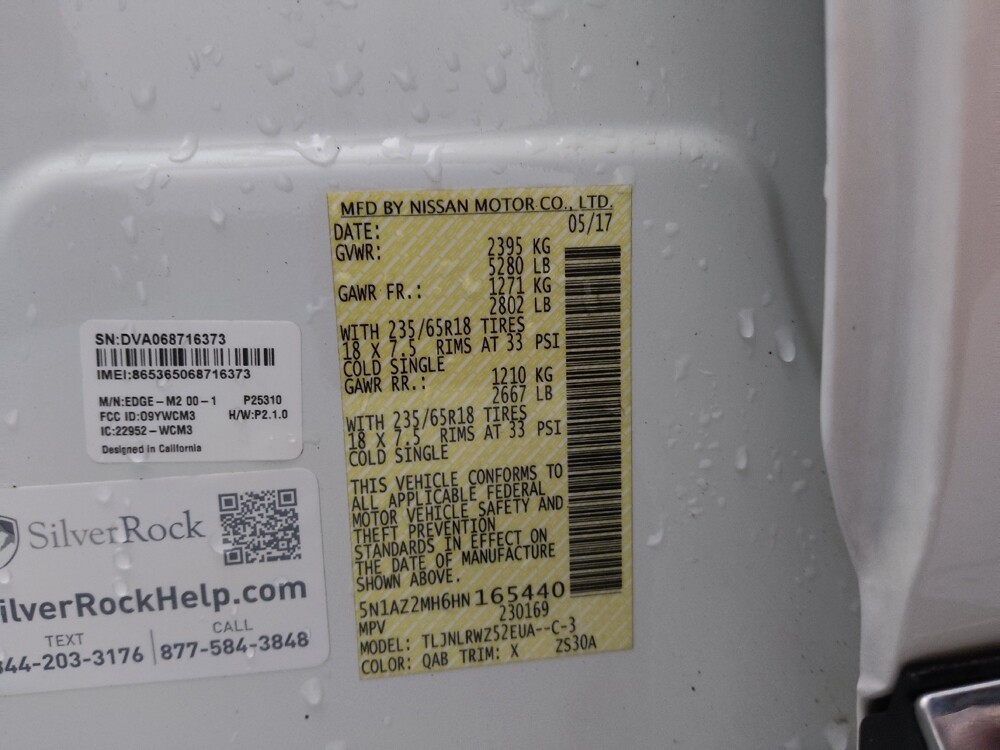 MFD BY NISSAN MOTOR CO., LTD.
DATE: 05/17
GVWR: 2395 KG
5280 LB
GAWR FR.: 1271 KG
2802 LB
WITH 235/65R18 TIRES
18 X 7.5 RIMS AT 33 PSI
COLD SINGLE
GAWR RR.: 1210 KG
2667 LB
WITH 235/65R18 TIRES
18 X 7.5 RIMS AT 33 PSI
COLD SINGLE
THIS VEHICLE CONFORMS TO
ALL APPLICABLE FEDERAL
MOTOR VEHICLE SAFETY AND
THEFT PREVENTION
STANDARDS IN EFFECT ON
THE DATE OF MANUFACTURE
SHOWN ABOVE.
5N1AZ2MH6HN165440
MPV 230169
MODEL: TLJNLRWZ52EUA--C-3
COLOR: QAB TRIM: X ZS30A
SN:DVA068716373
IMEI:865365068716373
M/N:EDGE-M2 00-1 P25310
FCC ID:O9YWCM3 H/W:P2.1.0
IC:22952-WCM3
Designed in California
SilverRock
ilverRockHelp.com
TEXT CALL
44-203-3176 877-584-3848